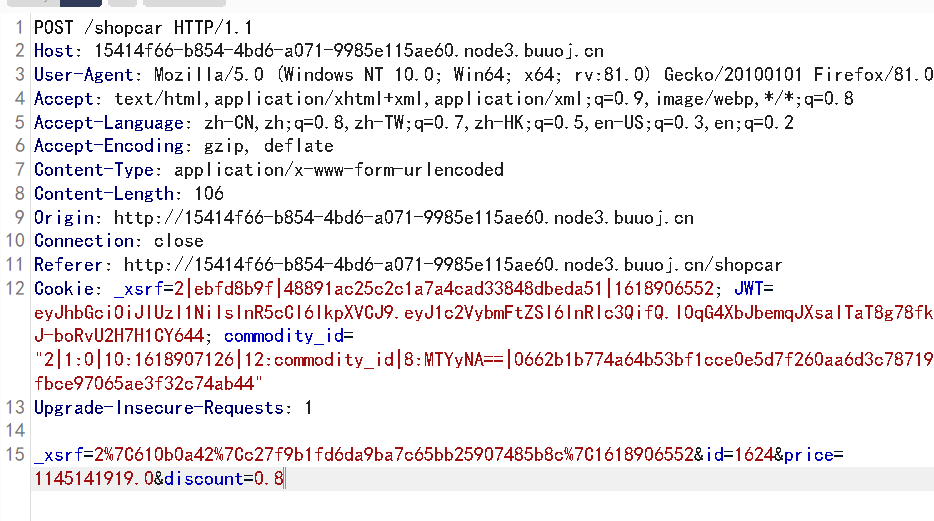 1 POST /shopcar HTTP/1.1
2 Host: 15414f66-b854-4bd6-a071-9985e115ae60.node3.buuoj.cn
3 User-Agent: Mozilla/5.0 (Windows NT 10.0; Win64; x64; rv:81.0) Gecko/20100101 Firefox/81.0
4 Accept: text/html,application/xhtml+xml,application/xml;q=0.9,image/webp,*/*;q=0.8
5 Accept-Language: zh-CN,zh;q=0.8,zh-TW;q=0.7,zh-HK;q=0.5,en-US;q=0.3,en;q=0.2
6 Accept-Encoding: gzip, deflate
7 Content-Type: application/x-www-form-urlencoded
8 Content-Length: 106
9 Origin: http://15414f66-b854-4bd6-a071-9985e115ae60.node3.buuoj.cn
10 Connection: close
11 Referer: http://15414f66-b854-4bd6-a071-9985e115ae60.node3.buuoj.cn/shopcar
12 Cookie: _xsrf=2|ebfd8b9f|48891ac25c2c1a7a4cad33848dbeda51|1618906552; JWT=
eyJhbGciOiJIUzI1NiIsInR5cCI6IkpXVCJ9.eyJ1c2VybmFtZSI6InRlc3QifQ.IOqG4XbJbemqJXsaITaT8g78fk
J-boRvU2H7H1CY644; commodity_id=
"2|1:0|10:1618907126|12:commodity_id|8:MTYyNA==|0662b1b774a64b53bf1cce0e5d7f260aa6d3c78719
fbce97065ae3f32c74ab44"
13 Upgrade-Insecure-Requests: 1
14
15 _xsrf=2%7C610b0a42%7Cc27f9b1fd6da9ba7c65bb25907485b8c%7C1618906552&id=1624&price=
1145141919.0&discount=0.8